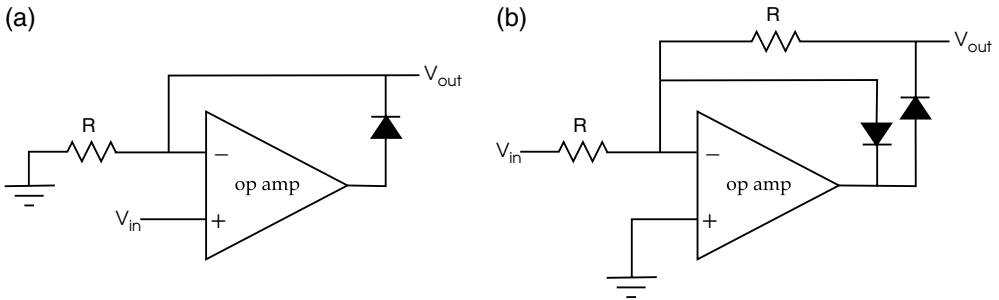 (a)
V_out
R
−
op amp
V_in
+
(b)
R
V_out
R
V_in
−
op amp
+